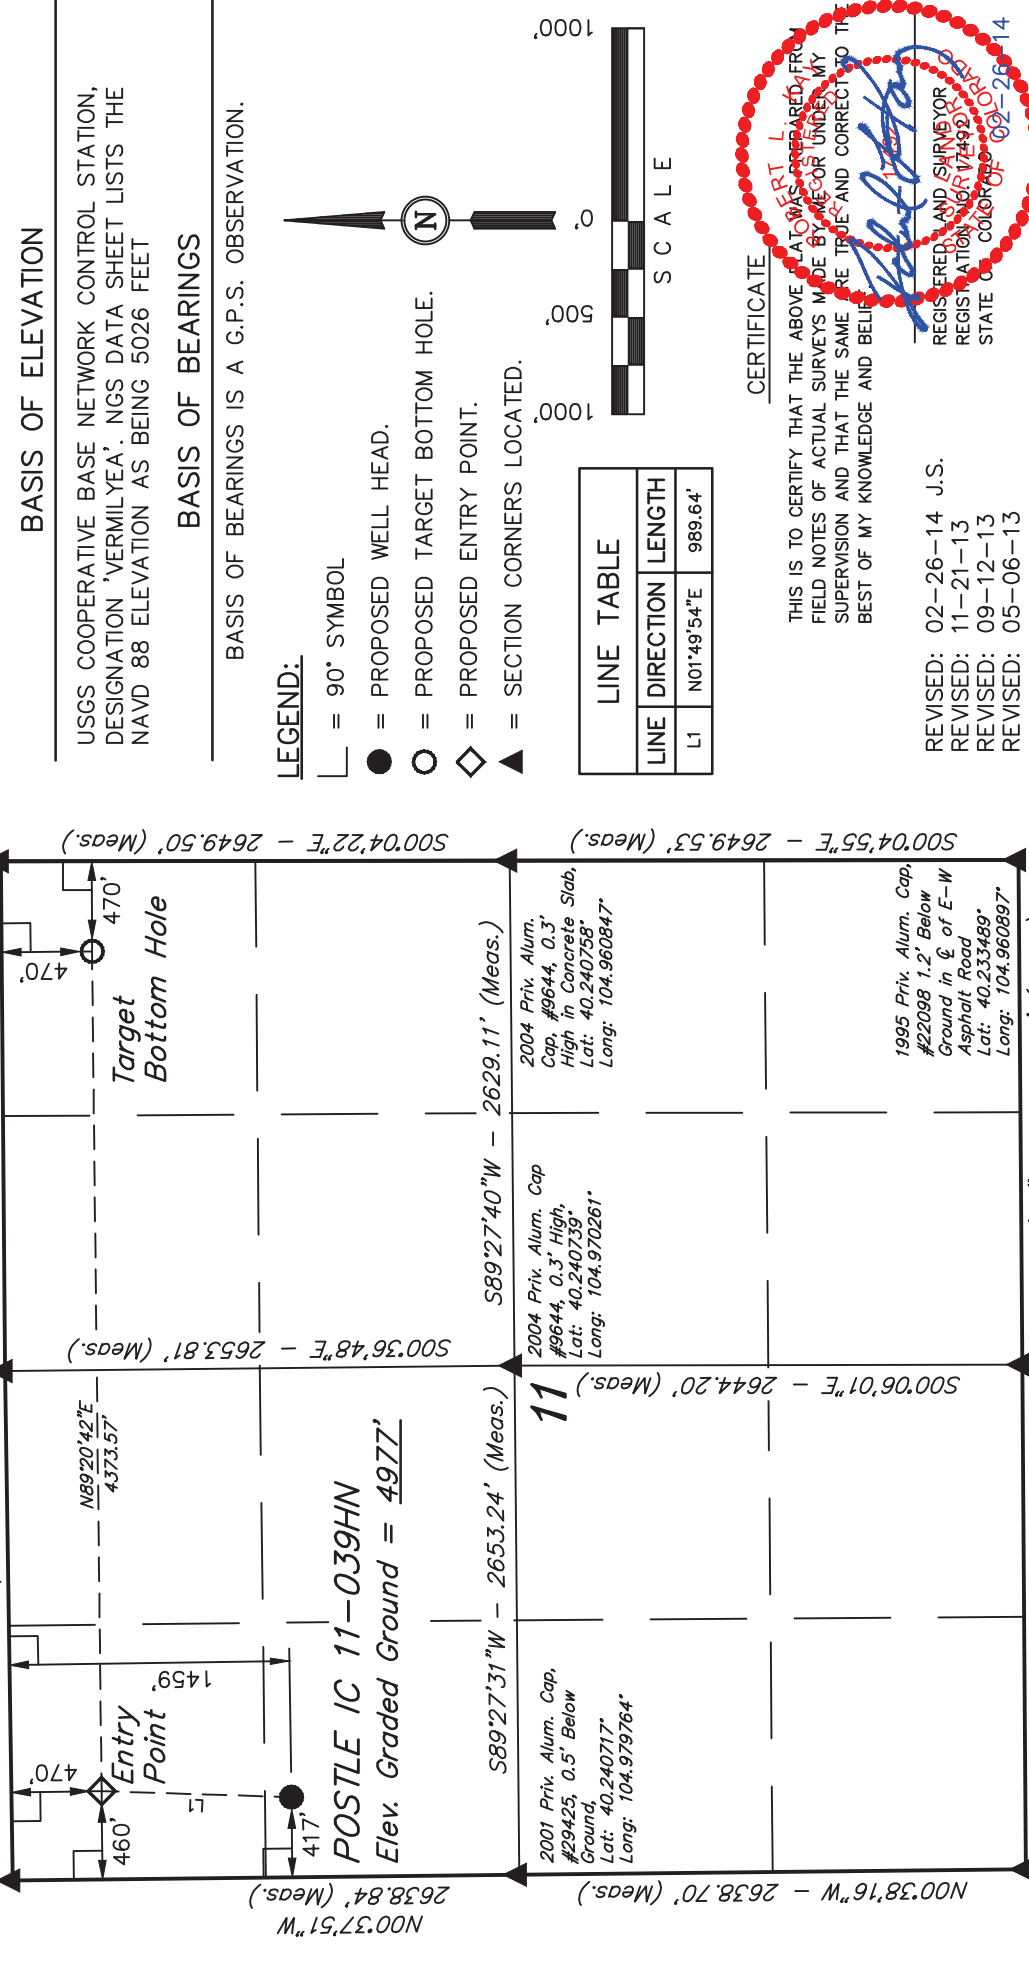 BASIS OF ELEVATION
USGS COOPERATIVE BASE NETWORK CONTROL STATION,
DESIGNATION 'VERMILYEA'. NGS DATA SHEET LISTS THE
NAVD 88 ELEVATION AS BEING 5026 FEET
BASIS OF BEARINGS
BASIS OF BEARINGS IS A G.P.S. OBSERVATION.
LEGEND:
= 90° SYMBOL
= PROPOSED WELL HEAD.
= PROPOSED TARGET BOTTOM HOLE.
= PROPOSED ENTRY POINT.
= SECTION CORNERS LOCATED.
N
1000' 500' 0' 1000'
SCALE
LINE TABLE
LINE DIRECTION LENGTH
L1 N01°49'54"E 989.64'
CERTIFICATE
THIS IS TO CERTIFY THAT THE ABOVE PLAT WAS PREPARED FROM
FIELD NOTES OF ACTUAL SURVEYS MADE BY ME OR UNDER MY
SUPERVISION AND THAT THE SAME ARE TRUE AND CORRECT TO THE
BEST OF MY KNOWLEDGE AND BELIEF
REGISTERED LAND SURVEYOR
REGISTRATION NO. 17492
STATE OF COLORADO
02-26-14
ROBERT L. KAY
REGISTERED
17492
LAND SURVEYOR
STATE OF COLORADO
REVISED: 02-26-14 J.S.
REVISED: 11-21-13
REVISED: 09-12-13
REVISED: 05-06-13
470'
470'
Target
Bottom Hole
S00°04'22"E - 2649.50' (Meas.)
S00°04'55"E - 2649.53' (Meas.)
N89°20'42"E
4373.57'
S00°36'48"E - 2653.81' (Meas.)
S00°06'01"E - 2644.20' (Meas.)
470'
460'
Entry
Point
L1
1459'
417'
POSTLE IC 11-039HN
Elev. Graded Ground = 4977'
S89°27'31"W - 2653.24' (Meas.)
S89°27'40"W - 2629.11' (Meas.)
11
2001 Priv. Alum. Cap,
#29425, 0.5' Below
Ground,
Lat: 40.240717°
Long: 104.979764°
2004 Priv. Alum. Cap
#9644, 0.3' High,
Lat: 40.240739°
Long: 104.970261°
2004 Priv. Alum.
Cap, #9644, 0.3'
High in Concrete Slab,
Lat: 40.240758°
Long: 104.960847°
1995 Priv. Alum. Cap,
#22098 1.2' Below
Ground in ℄ of E-W
Asphalt Road
Lat: 40.233489°
Long: 104.960897°
N00°37'51"W
2638.84' (Meas.)
N00°38'16"W - 2638.70' (Meas.)